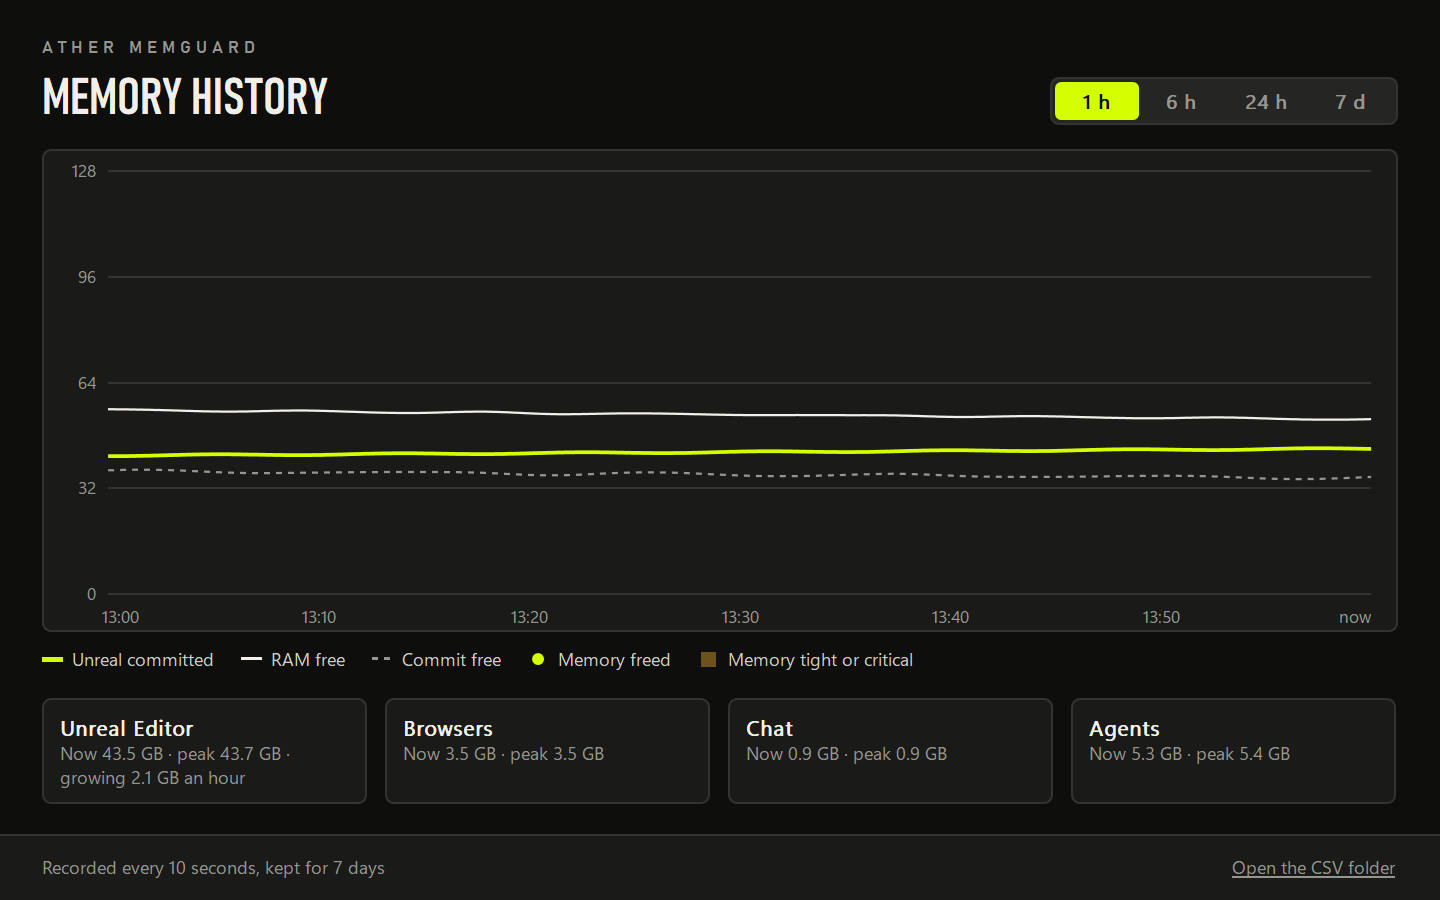 ATHER MEMGUARD
MEMORY HISTORY
1 h 6 h 24 h 7 d
128
96
64
32
0
13:00 13:10 13:20 13:30 13:40 13:50 now
Unreal committed RAM free Commit free Memory freed Memory tight or critical
Unreal Editor
Now 43.5 GB · peak 43.7 GB ·
growing 2.1 GB an hour
Browsers
Now 3.5 GB · peak 3.5 GB
Chat
Now 0.9 GB · peak 0.9 GB
Agents
Now 5.3 GB · peak 5.4 GB
Recorded every 10 seconds, kept for 7 days
Open the CSV folder